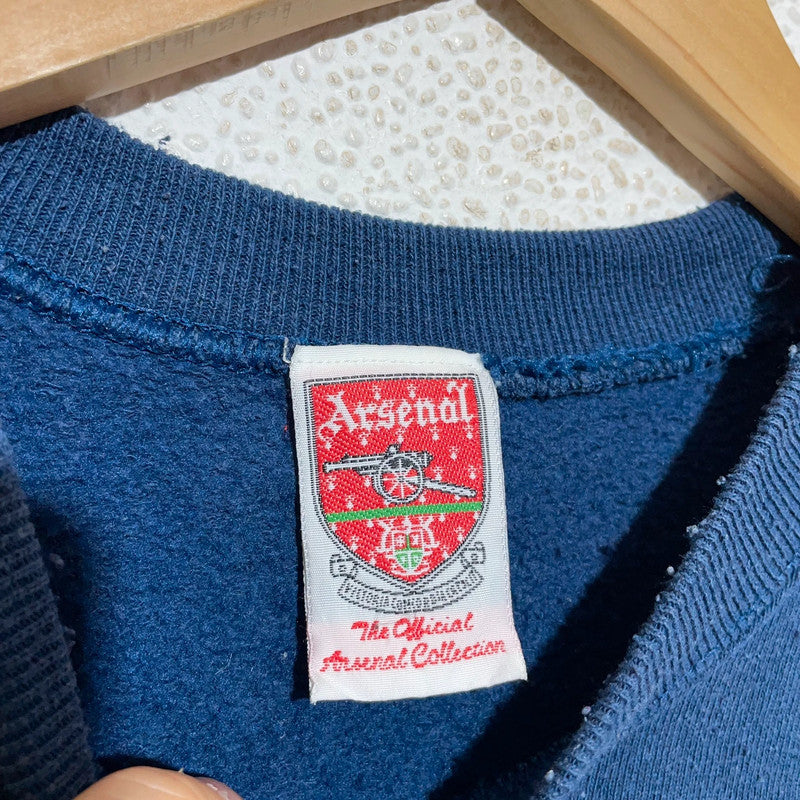 Arsenal
The Official
Arsenal Collection